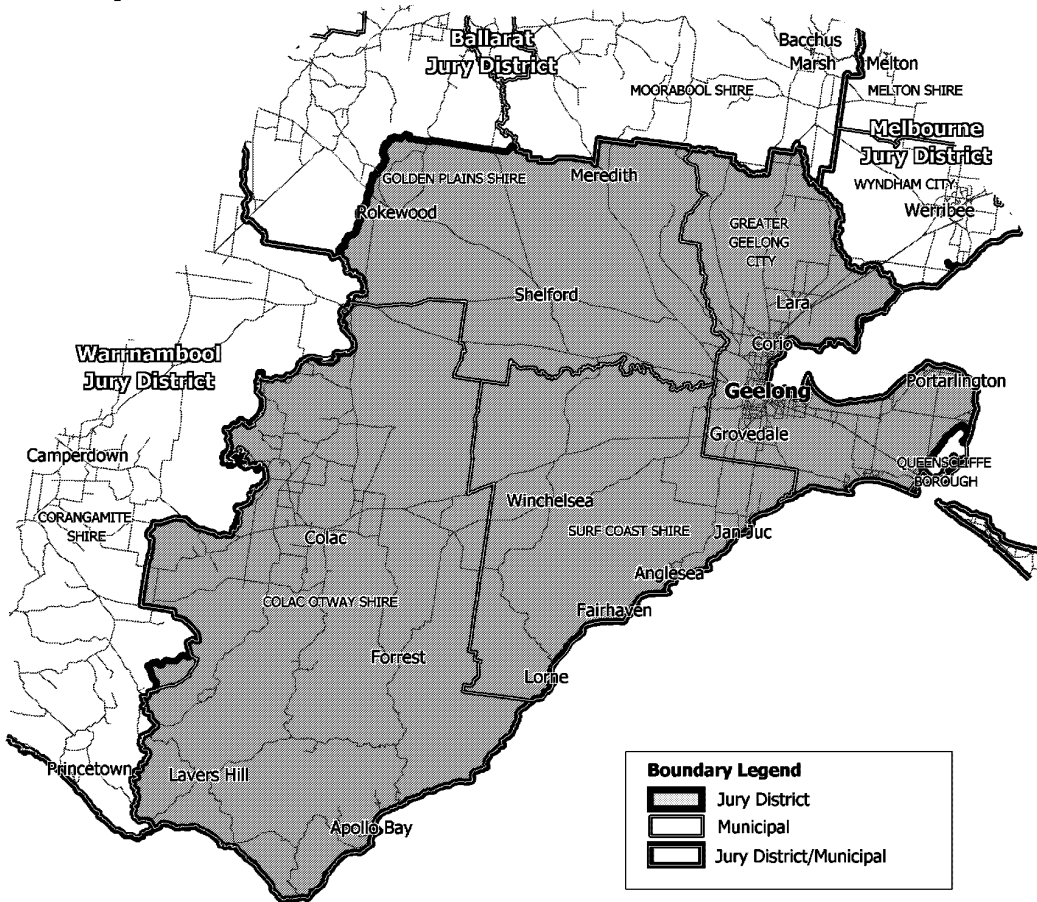 Ballarat
Jury District
Bacchus
Marsh
Melton
MOORABOOL SHIRE
MELTON SHIRE
Melbourne
Jury District
GOLDEN PLAINS SHIRE
Meredith
WYNDHAM CITY
Rokewood
Werribee
GREATER
GEELONG
CITY
Shelford
Lara
Corio
Warrnambool
Jury District
Geelong
Portarlington
Grovedale
Camperdown
QUEENSCLIFFE
BOROUGH
Winchelsea
CORANGAMITE
SHIRE
Colac
SURF COAST SHIRE
Jan Juc
Anglesea
COLAC OTWAY SHIRE
Fairhaven
Forrest
Lorne
Princetown
Lavers Hill
Apollo Bay
Boundary Legend
Jury District
Municipal
Jury District/Municipal